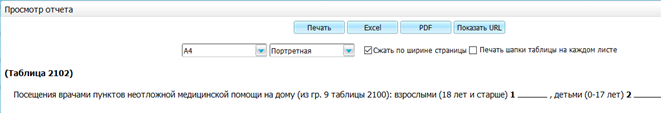 Просмотр отчета
Печать Excel PDF Показать URL
A4 Портретная Сжать по ширине страницы Печать шапки таблицы на каждом листе
(Таблица 2102)
Посещения врачами пунктов неотложной медицинской помощи на дому (из гр. 9 таблицы 2100): взрослыми (18 лет и старше) 1 ______ , детьми (0-17 лет) 2 ______